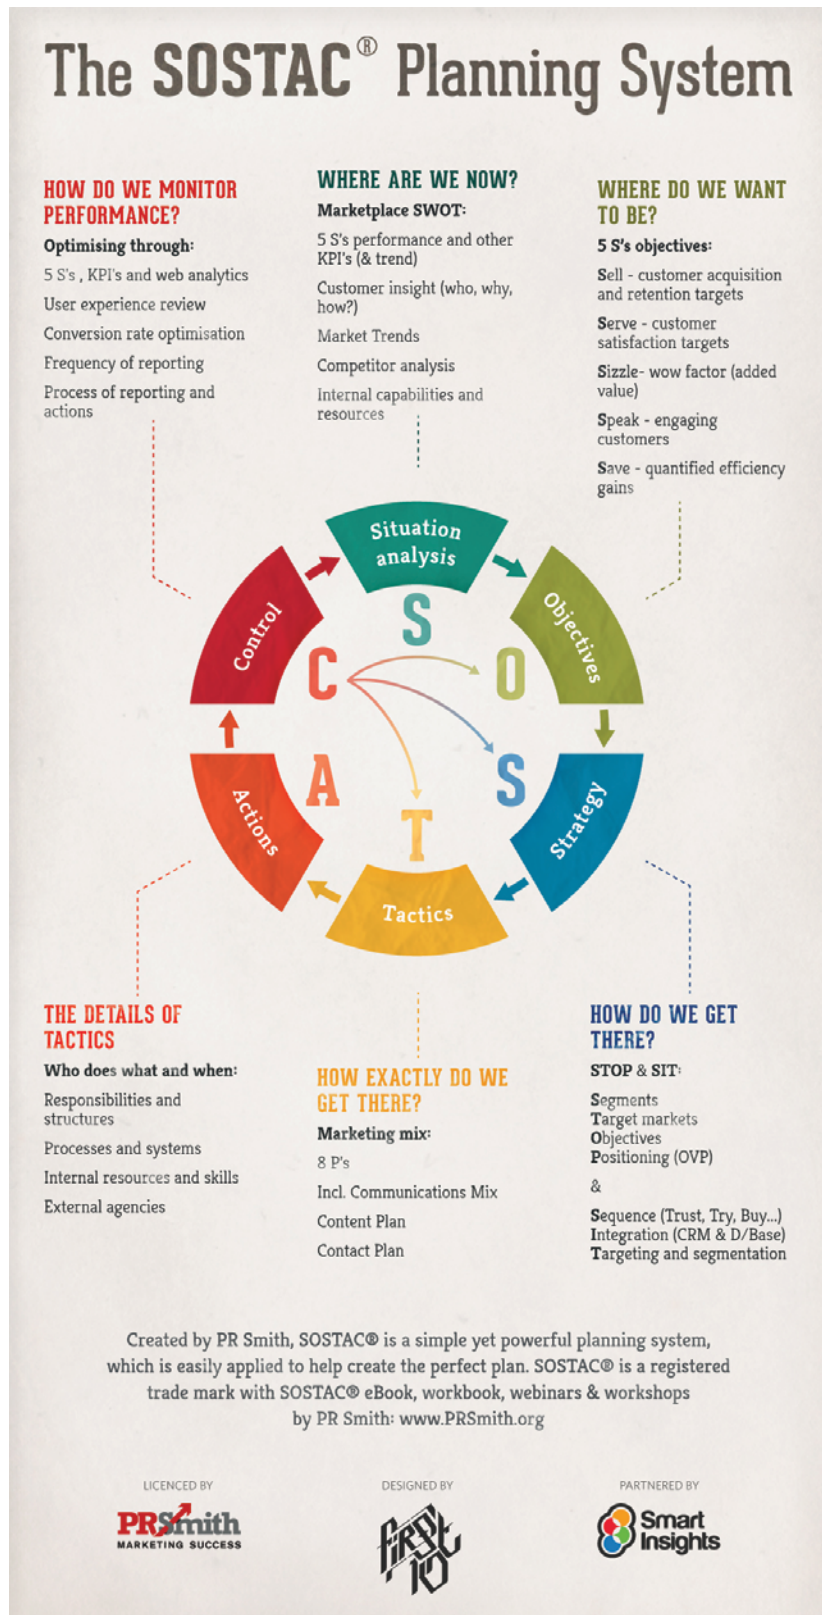 The SOSTAC® Planning System
HOW DO WE MONITOR
PERFORMANCE?
Optimising through:
5 S's , KPI's and web analytics
User experience review
Conversion rate optimisation
Frequency of reporting
Process of reporting and
actions
WHERE ARE WE NOW?
Marketplace SWOT:
5 S's performance and other
KPI's (& trend)
Customer insight (who, why,
how?)
Market Trends
Competitor analysis
Internal capabilities and
resources
WHERE DO WE WANT
TO BE?
5 S's objectives:
Sell - customer acquisition
and retention targets
Serve - customer
satisfaction targets
Sizzle- wow factor (added
value)
Speak - engaging
customers
Save - quantified efficiency
gains
Situation
analysis
Objectives
Strategy
Tactics
Actions
Control
S
O
S
T
A
C
THE DETAILS OF
TACTICS
Who does what and when:
Responsibilities and
structures
Processes and systems
Internal resources and skills
External agencies
HOW EXACTLY DO WE
GET THERE?
Marketing mix:
8 P's
Incl. Communications Mix
Content Plan
Contact Plan
HOW DO WE GET
THERE?
STOP & SIT:
Segments
Target markets
Objectives
Positioning (OVP)
&
Sequence (Trust, Try, Buy...)
Integration (CRM & D/Base)
Targeting and segmentation
Created by PR Smith, SOSTAC® is a simple yet powerful planning system,
which is easily applied to help create the perfect plan. SOSTAC® is a registered
trade mark with SOSTAC® eBook, workbook, webinars & workshops
by PR Smith: www.PRSmith.org
LICENCED BY
PRSmith
MARKETING SUCCESS
DESIGNED BY
First
10
PARTNERED BY
Smart
Insights